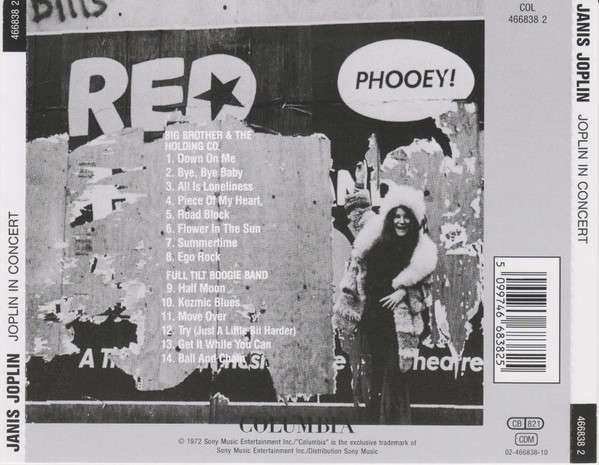 466838 2
JANIS JOPLIN JOPLIN IN CONCERT
Bills
COL
466838 2
RED
PHOOEY!
BIG BROTHER & THE
HOLDING CO.
1. Down On Me
2. Bye, Bye Baby
3. All Is Loneliness
4. Piece Of My Heart,
5. Road Block
6. Flower In The Sun
7. Summertime
8. Ego Rock
FULL TILT BOOGIE BAND
9. Half Moon
10. Kozmic Blues
11. Move Over
12. Try (Just A Little Bit Harder)
13. Get It While You Can
14. Ball And Chain
A
heatre
COLUMBIA
℗ 1972 Sony Music Entertainment Inc./"Columbia" is the exclusive trademark of
Sony Music Entertainment Inc./Distribution Sony Music
5 099746 683825
CB 821
CDM
02-466838-10
JANIS JOPLIN JOPLIN IN CONCERT
466838 2